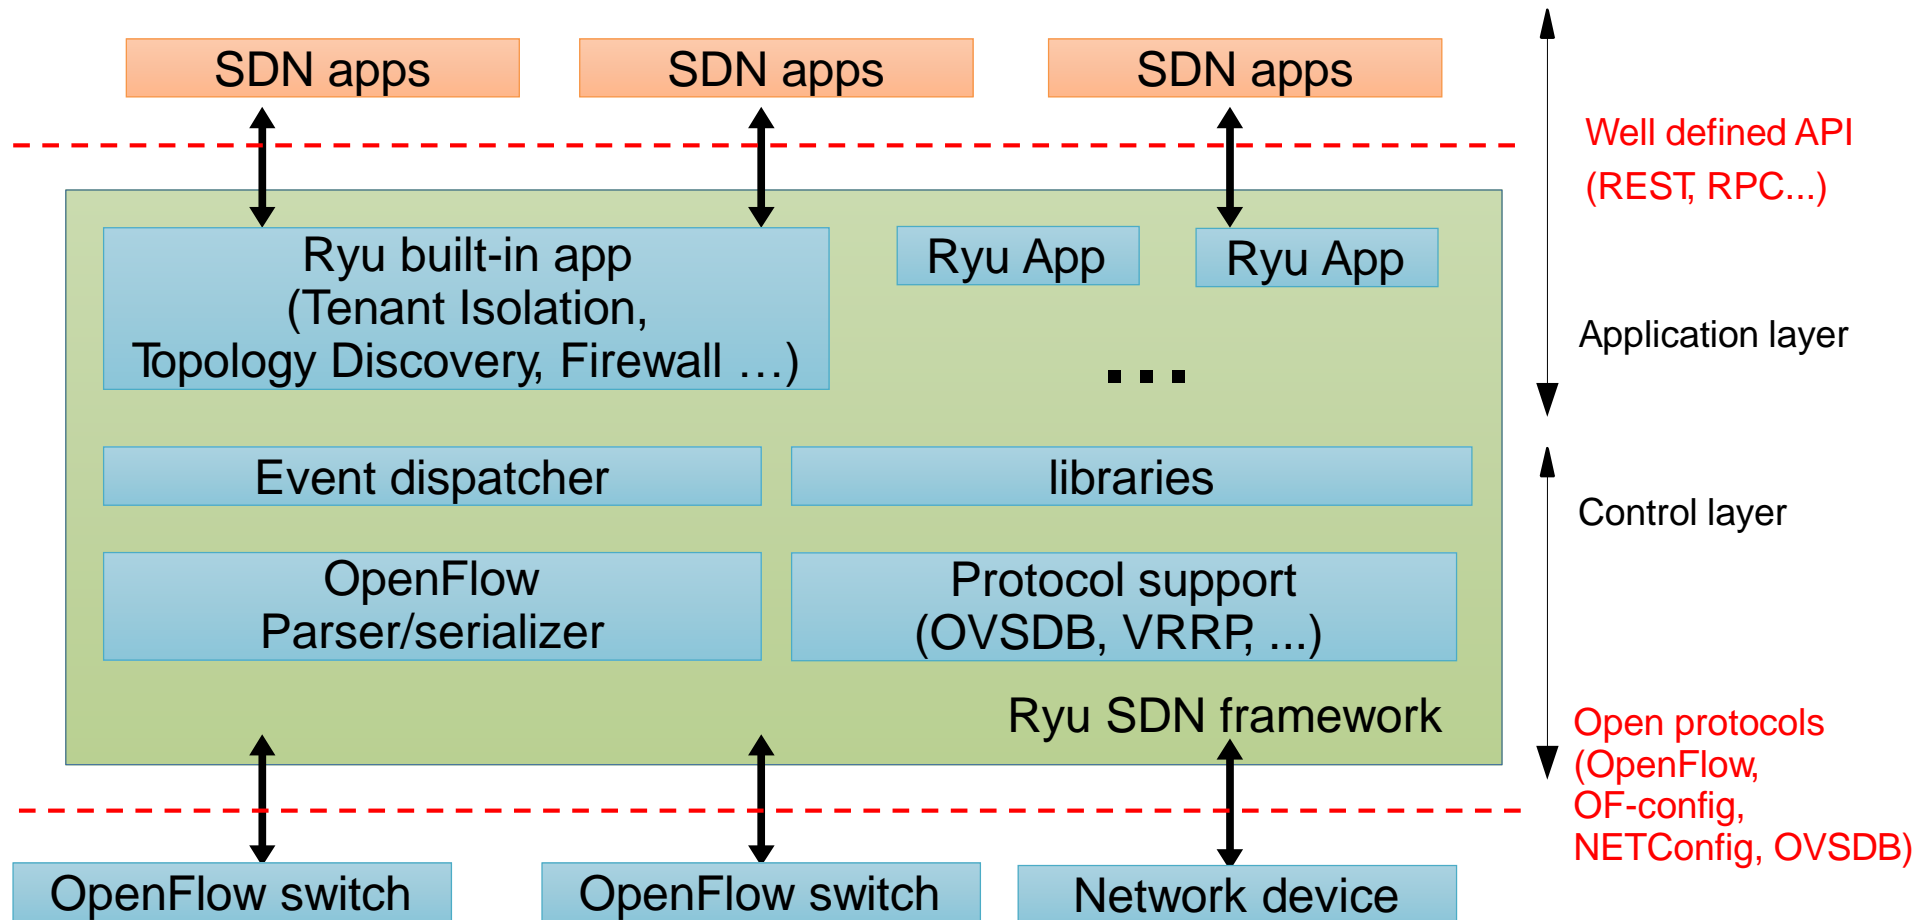 SDN apps
SDN apps
SDN apps
Well defined API
(REST, RPC...)
Ryu built-in app
(Tenant Isolation,
Topology Discovery, Firewall …)
Ryu App
Ryu App
...
Application layer
Event dispatcher
libraries
Control layer
OpenFlow
Parser/serializer
Protocol support
(OVSDB, VRRP, ...)
Ryu SDN framework
Open protocols
(OpenFlow,
OF-config,
NETConfig, OVSDB)
OpenFlow switch
OpenFlow switch
Network device